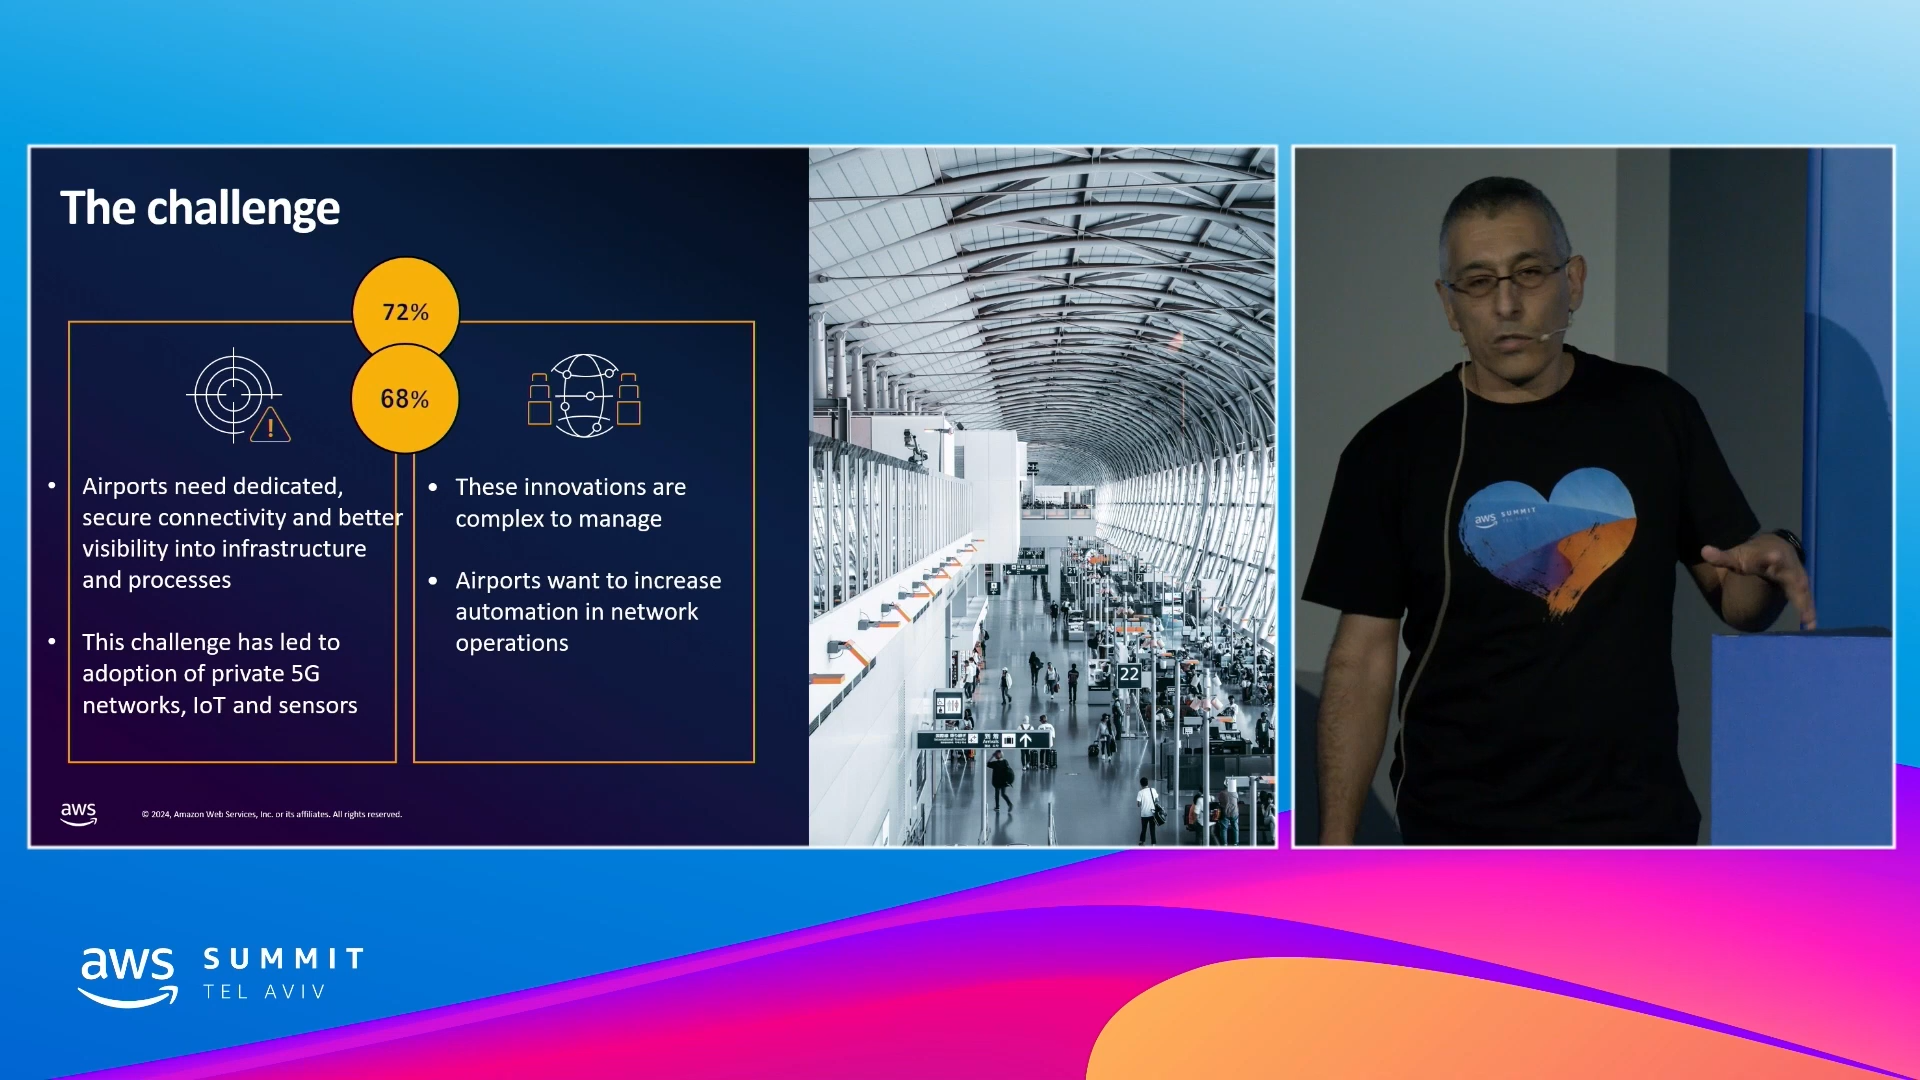 The challenge
72%
68%
• Airports need dedicated,
secure connectivity and better
visibility into infrastructure
and processes
• This challenge has led to
adoption of private 5G
networks, IoT and sensors
• These innovations are
complex to manage
• Airports want to increase
automation in network
operations
aws
© 2024, Amazon Web Services, Inc. or its affiliates. All rights reserved.
22
aws SUMMIT
TEL AVIV
aws SUMMIT
TEL AVIV